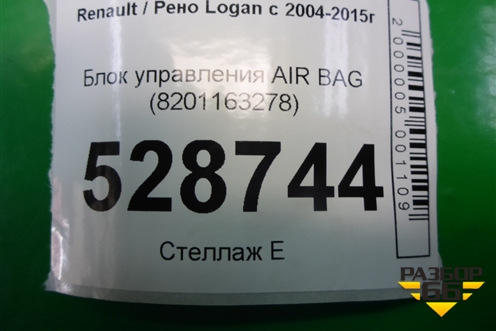 Renault / Рено Logan с 2004-2015г
Блок управления AIR BAG
(8201163278)
528744
Стеллаж Е
2000005001109
РАЗБОР
66